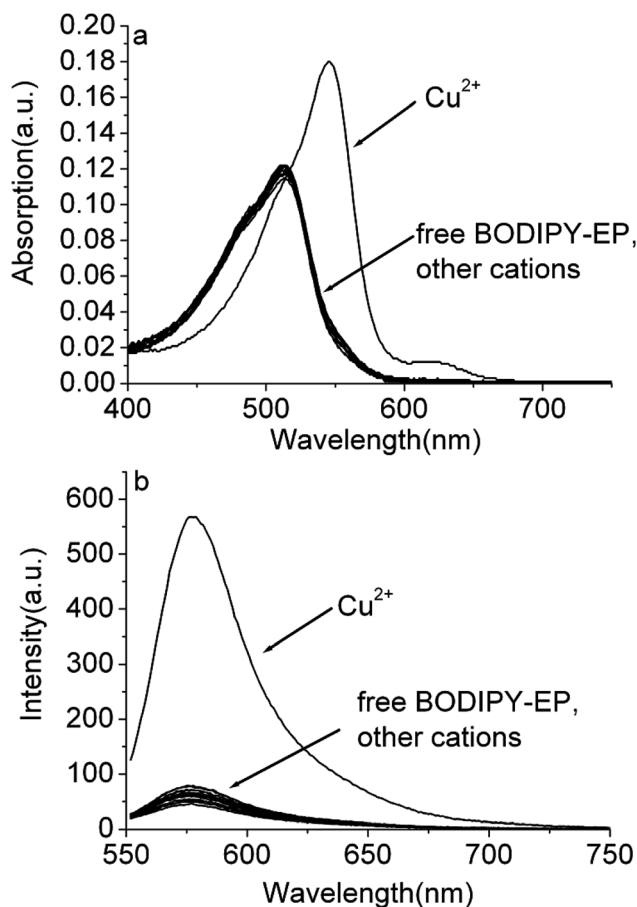 a
0.20
0.18
0.16
0.14
0.12
0.10
0.08
0.06
0.04
0.02
0.00
Absorption(a.u.)
Cu²⁺
free BODIPY-EP,
other cations
400
500
600
700
Wavelength(nm)
b
600
500
400
300
200
100
0
Intensity(a.u.)
Cu²⁺
free BODIPY-EP,
other cations
550
600
650
700
750
Wavelength(nm)